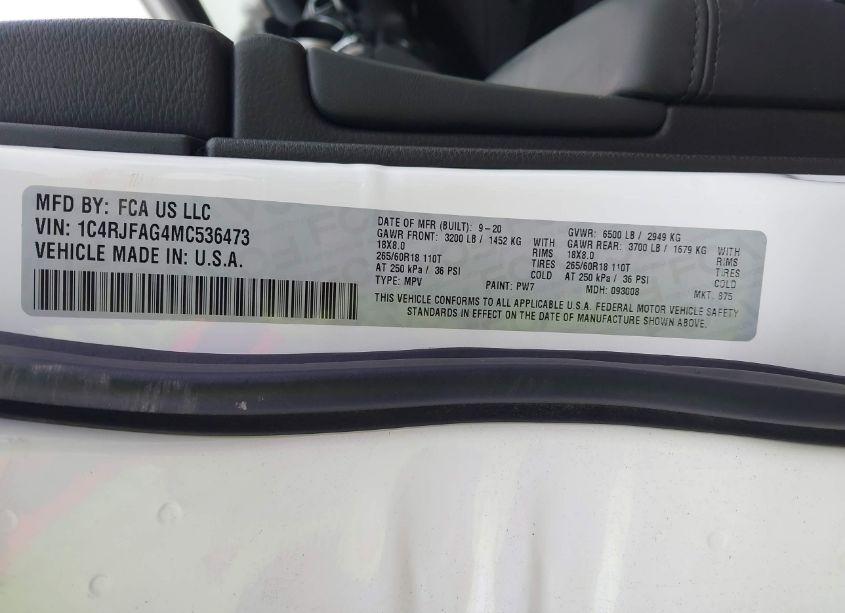 MFD BY: FCA US LLC
VIN: 1C4RJFAG4MC536473
VEHICLE MADE IN: U.S.A.
DATE OF MFR (BUILT): 9-20 GVWR: 6500 LB / 2949 KG
GAWR FRONT: 3200 LB / 1452 KG WITH GAWR REAR: 3700 LB / 1679 KG WITH
18X8.0 RIMS 18X8.0 RIMS
265/60R18 110T TIRES 265/60R18 110T TIRES
AT 250 kPa / 36 PSI COLD AT 250 kPa / 36 PSI COLD
TYPE: MPV PAINT: PW7 MDH: 093008 MKT. 675
THIS VEHICLE CONFORMS TO ALL APPLICABLE U.S.A. FEDERAL MOTOR VEHICLE SAFETY
STANDARDS IN EFFECT ON THE DATE OF MANUFACTURE SHOWN ABOVE.